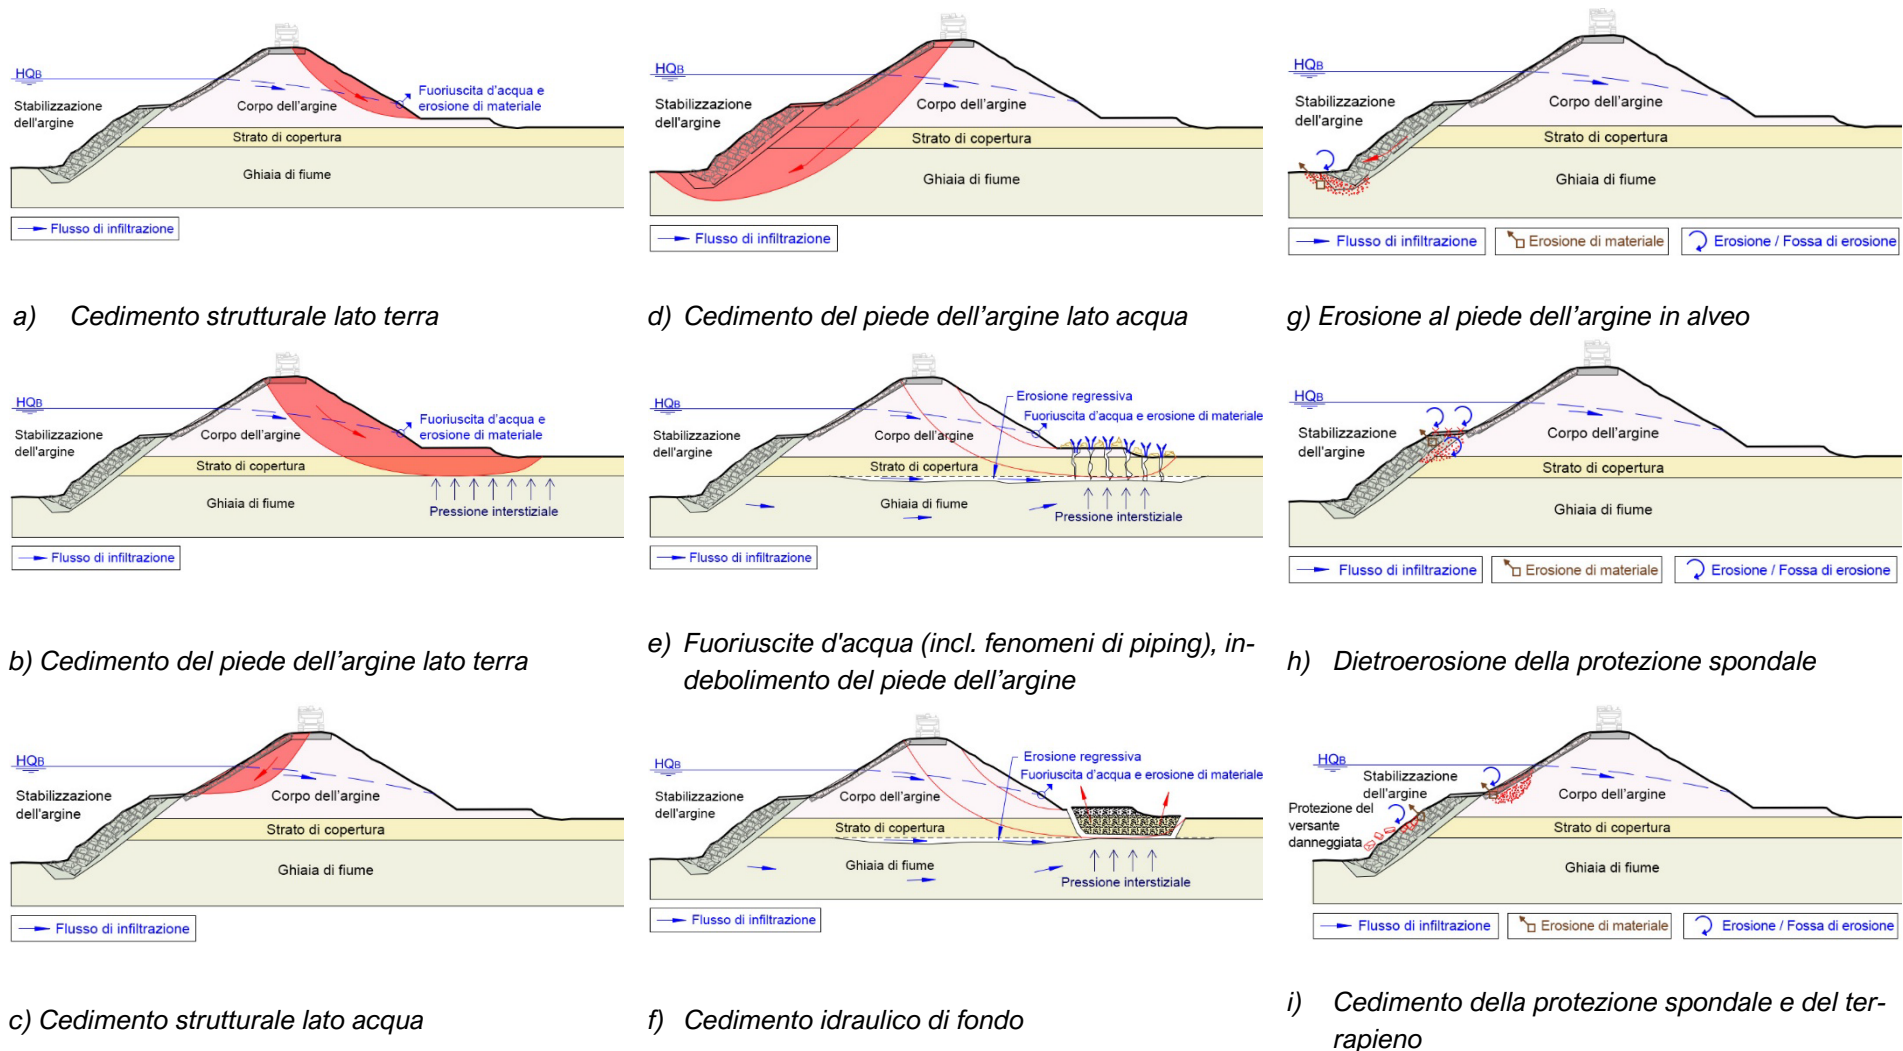 HQB
Stabilizzazione
dell'argine
Corpo dell'argine
Fuoriuscita d'acqua e
erosione di materiale
Strato di copertura
Ghiaia di fiume
Flusso di infiltrazione
a) Cedimento strutturale lato terra
HQB
Stabilizzazione
dell'argine
Corpo dell'argine
Strato di copertura
Ghiaia di fiume
Flusso di infiltrazione
d) Cedimento del piede dell'argine lato acqua
HQB
Stabilizzazione
dell'argine
Corpo dell'argine
Strato di copertura
Ghiaia di fiume
Flusso di infiltrazione
Erosione di materiale
Erosione / Fossa di erosione
g) Erosione al piede dell'argine in alveo
HQB
Stabilizzazione
dell'argine
Corpo dell'argine
Fuoriuscita d'acqua e
erosione di materiale
Strato di copertura
Ghiaia di fiume
Pressione interstiziale
Flusso di infiltrazione
b) Cedimento del piede dell'argine lato terra
HQB
Stabilizzazione
dell'argine
Erosione regressiva
Fuoriuscita d'acqua e erosione di materiale
Corpo dell'argine
Strato di copertura
Ghiaia di fiume
Pressione interstiziale
Flusso di infiltrazione
e) Fuoriuscite d'acqua (incl. fenomeni di piping), in-
debolimento del piede dell'argine
HQB
Stabilizzazione
dell'argine
Corpo dell'argine
Strato di copertura
Ghiaia di fiume
Flusso di infiltrazione
Erosione di materiale
Erosione / Fossa di erosione
h) Dietroerosione della protezione spondale
HQB
Stabilizzazione
dell'argine
Corpo dell'argine
Strato di copertura
Ghiaia di fiume
Flusso di infiltrazione
c) Cedimento strutturale lato acqua
HQB
Stabilizzazione
dell'argine
Erosione regressiva
Fuoriuscita d'acqua e erosione di materiale
Corpo dell'argine
Strato di copertura
Ghiaia di fiume
Pressione interstiziale
Flusso di infiltrazione
f) Cedimento idraulico di fondo
HQB
Stabilizzazione
dell'argine
Protezione del
versante
danneggiata
Corpo dell'argine
Strato di copertura
Ghiaia di fiume
Flusso di infiltrazione
Erosione di materiale
Erosione / Fossa di erosione
i) Cedimento della protezione spondale e del ter-
rapieno